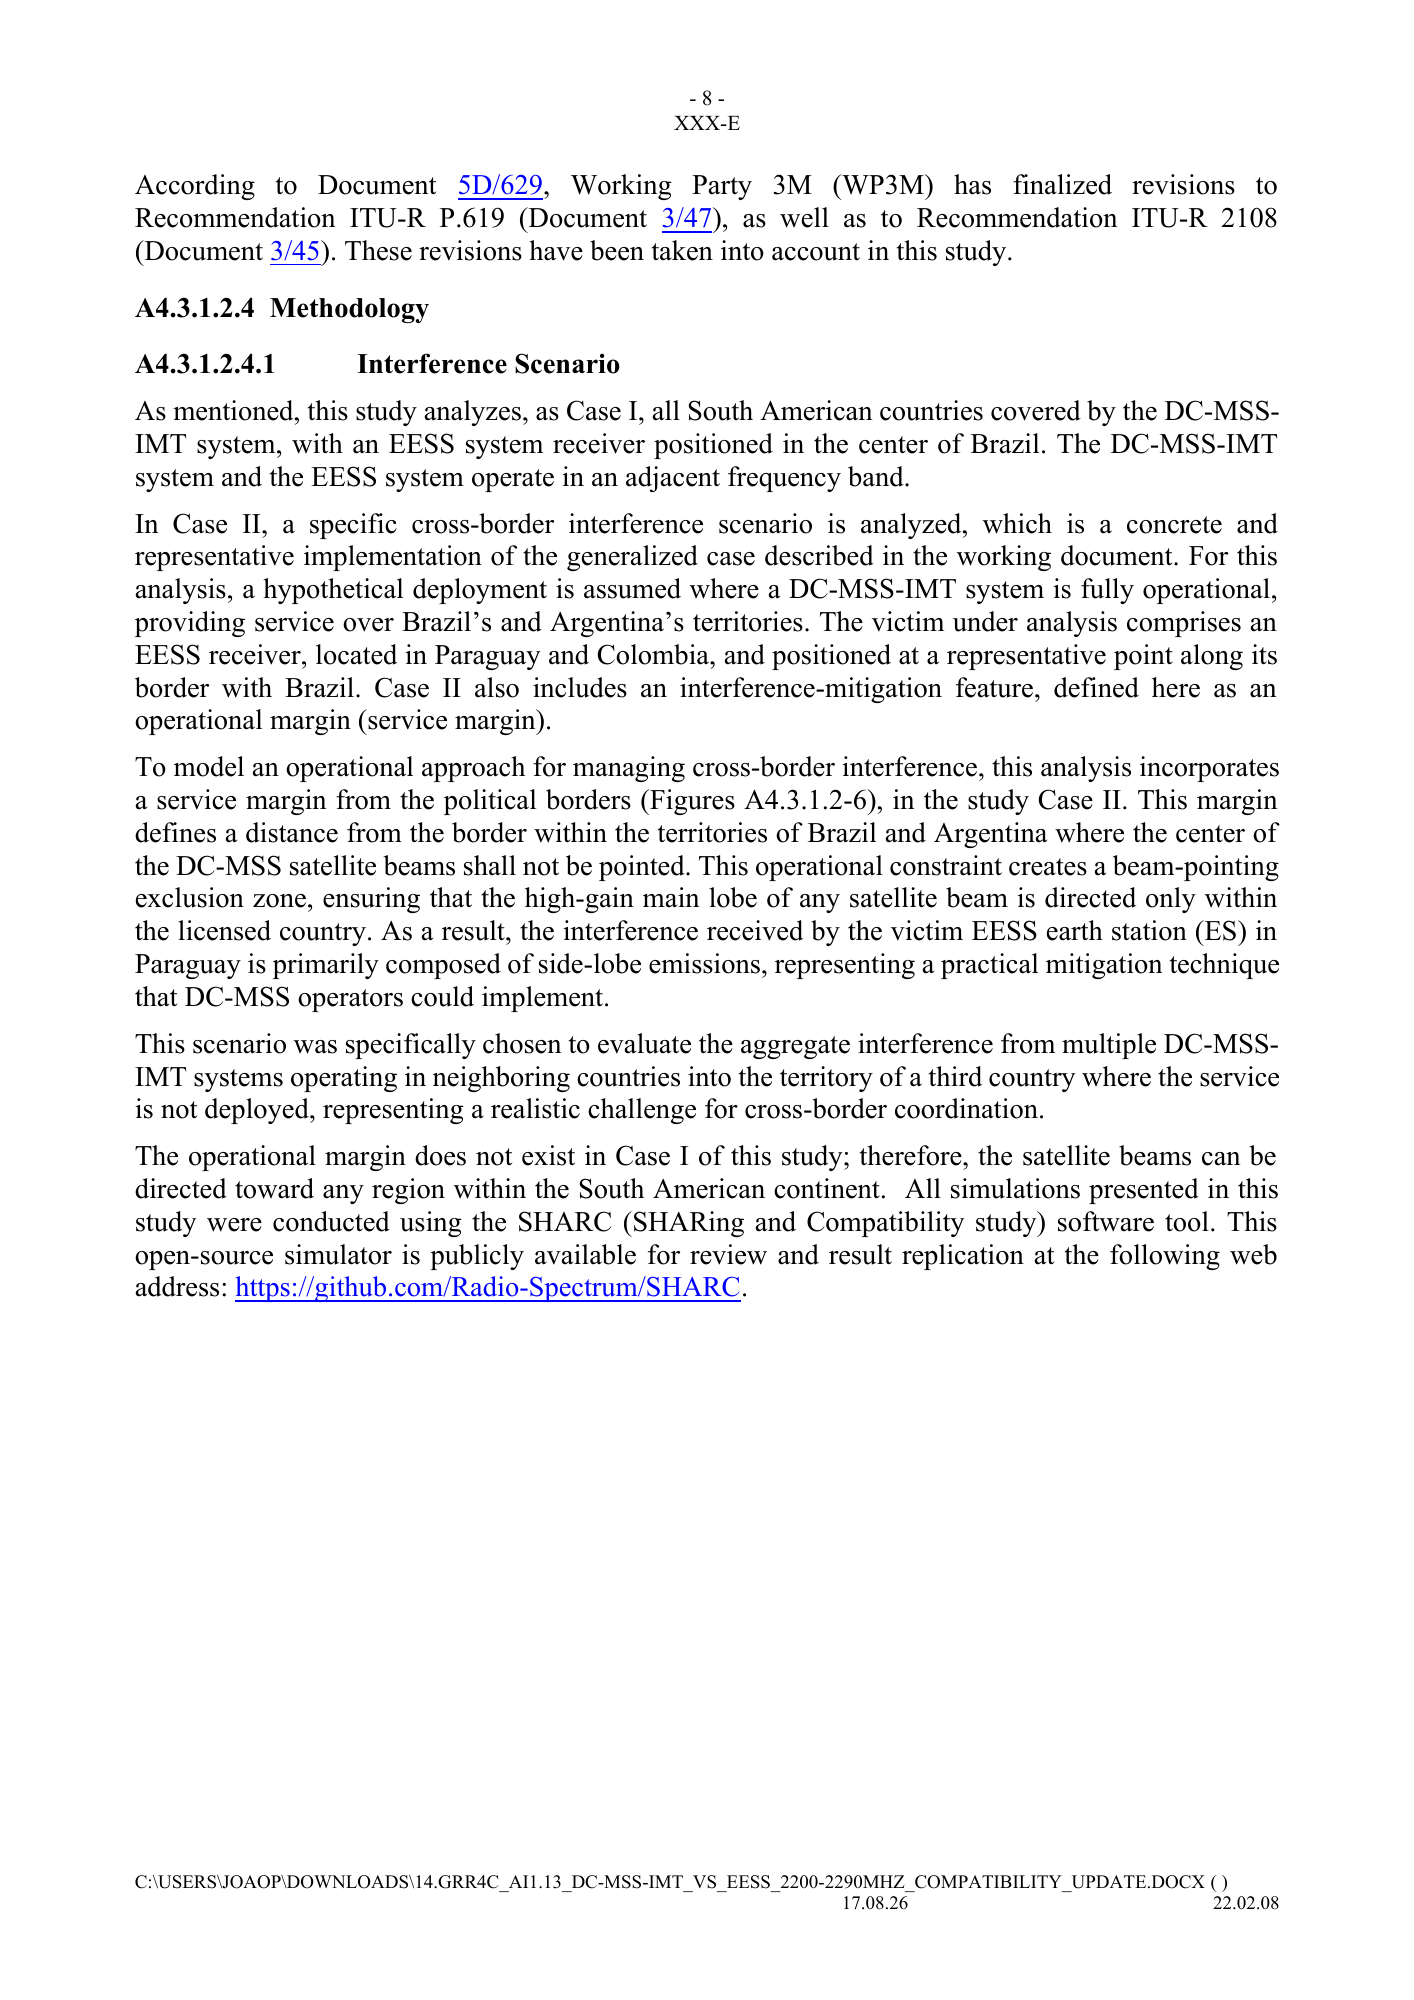 - 8 -
XXX-E
According to Document 5D/629, Working Party 3M (WP3M) has finalized revisions to
Recommendation ITU-R P.619 (Document 3/47), as well as to Recommendation ITU-R 2108
(Document 3/45). These revisions have been taken into account in this study.
A4.3.1.2.4 Methodology
A4.3.1.2.4.1 Interference Scenario
As mentioned, this study analyzes, as Case I, all South American countries covered by the DC-MSS-
IMT system, with an EESS system receiver positioned in the center of Brazil. The DC-MSS-IMT
system and the EESS system operate in an adjacent frequency band.
In Case II, a specific cross-border interference scenario is analyzed, which is a concrete and
representative implementation of the generalized case described in the working document. For this
analysis, a hypothetical deployment is assumed where a DC-MSS-IMT system is fully operational,
providing service over Brazil’s and Argentina’s territories. The victim under analysis comprises an
EESS receiver, located in Paraguay and Colombia, and positioned at a representative point along its
border with Brazil. Case II also includes an interference-mitigation feature, defined here as an
operational margin (service margin).
To model an operational approach for managing cross-border interference, this analysis incorporates
a service margin from the political borders (Figures A4.3.1.2-6), in the study Case II. This margin
defines a distance from the border within the territories of Brazil and Argentina where the center of
the DC-MSS satellite beams shall not be pointed. This operational constraint creates a beam-pointing
exclusion zone, ensuring that the high-gain main lobe of any satellite beam is directed only within
the licensed country. As a result, the interference received by the victim EESS earth station (ES) in
Paraguay is primarily composed of side-lobe emissions, representing a practical mitigation technique
that DC-MSS operators could implement.
This scenario was specifically chosen to evaluate the aggregate interference from multiple DC-MSS-
IMT systems operating in neighboring countries into the territory of a third country where the service
is not deployed, representing a realistic challenge for cross-border coordination.
The operational margin does not exist in Case I of this study; therefore, the satellite beams can be
directed toward any region within the South American continent. All simulations presented in this
study were conducted using the SHARC (SHARing and Compatibility study) software tool. This
open-source simulator is publicly available for review and result replication at the following web
address: https://github.com/Radio-Spectrum/SHARC.
C:\USERS\JOAOP\DOWNLOADS\14.GRR4C_AI1.13_DC-MSS-IMT_VS_EESS_2200-2290MHZ_COMPATIBILITY_UPDATE.DOCX ( )
17.08.26 22.02.08